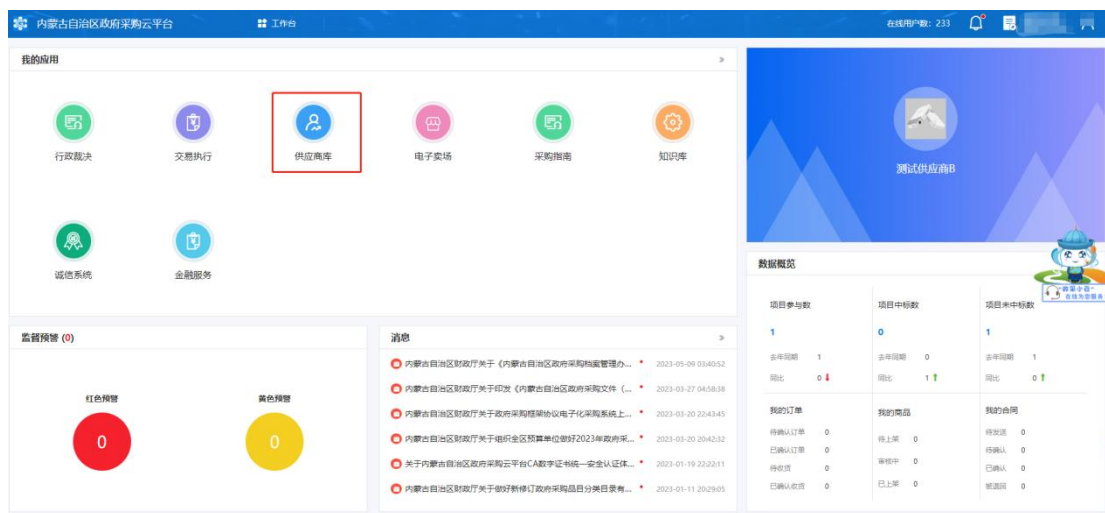 内蒙古自治区政府采购云平台
工作台
在线用户数: 233
我的应用
行政裁决
交易执行
供应商库
电子卖场
采购指南
知识库
诚信系统
金融服务
测试供应商B
数据概览
项目参与数
项目中标数
项目未中标数
1
0
1
去年同期 1
去年同期 0
去年同期 1
同比 0
同比 1
同比 0
我的订单
我的商品
我的合同
待确认订单 0
已确认订单 0
待收货 0
已确认收货 0
待上架 0
审核中 0
已上架 0
待发送 0
待确认 0
已确认 0
被退回 0
监督预警 (0)
红色预警
0
黄色预警
0
消息
内蒙古自治区财政厅关于《内蒙古自治区政府采购档案管理办... 2023-05-09 03:40:52
内蒙古自治区财政厅关于印发《内蒙古自治区政府采购文件（... 2023-03-27 04:58:38
内蒙古自治区财政厅关于政府采购框架协议电子化采购系统上... 2023-03-20 22:43:45
内蒙古自治区财政厅关于组织全区预算单位做好2023年政府采... 2023-03-20 20:42:32
关于内蒙古自治区政府采购云平台CA数字证书统一安全认证体... 2023-01-19 22:22:11
内蒙古自治区财政厅关于做好新修订政府采购品目分类目录有... 2023-01-11 20:29:05
在线为您服务